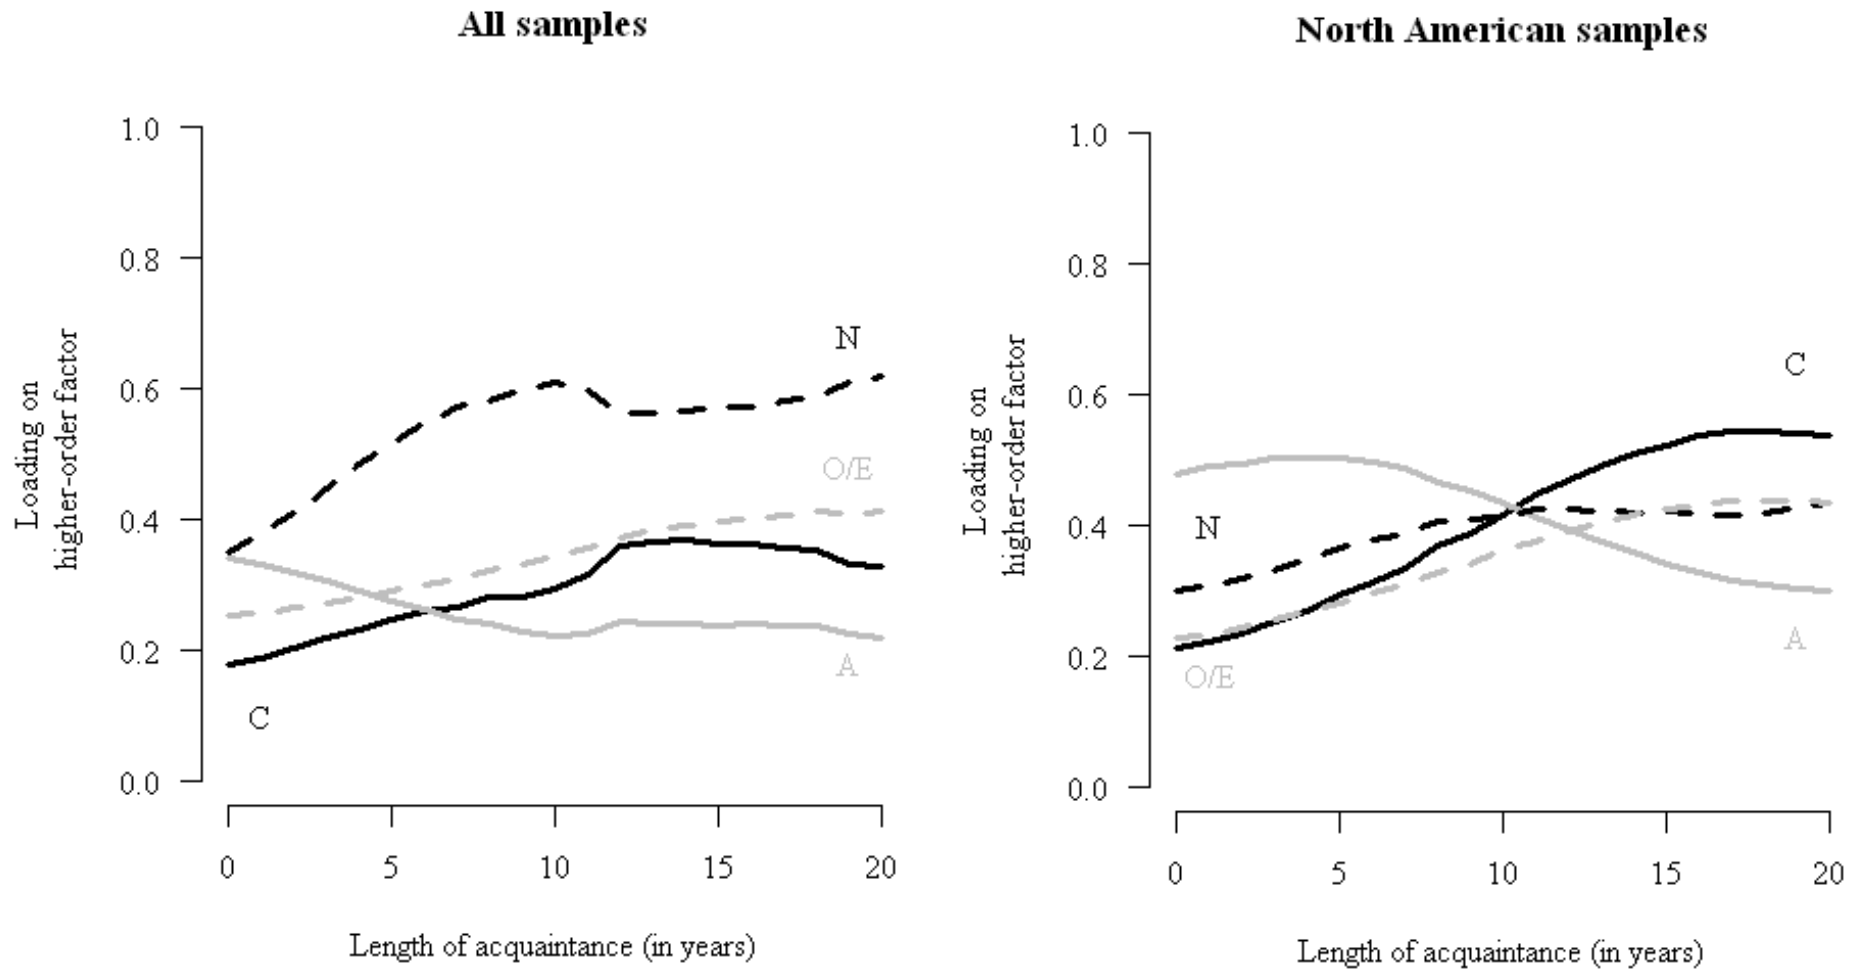 All samples
1.0
0.8
0.6
0.4
0.2
0.0
Loading on
higher-order factor
N
O/E
A
C
0
5
10
15
20
Length of acquaintance (in years)
North American samples
1.0
0.8
0.6
0.4
0.2
0.0
Loading on
higher-order factor
C
N
A
O/E
0
5
10
15
20
Length of acquaintance (in years)